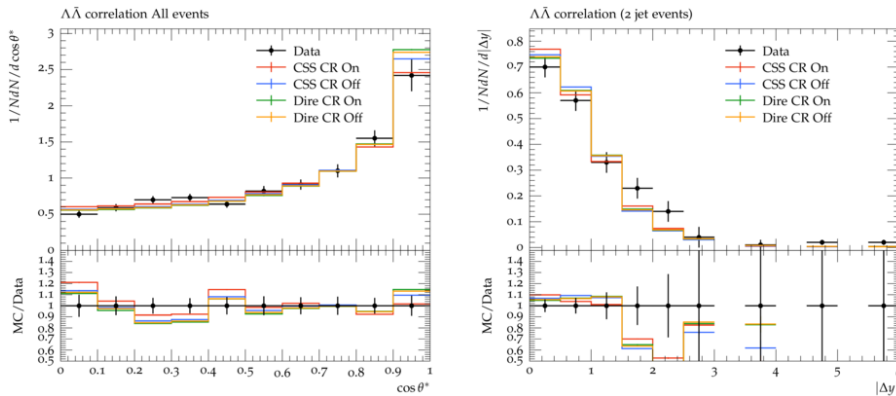 ΛΛ̄ correlation All events
1/NdN/d cos θ*
3
2.5
2
1.5
1
0.5
0
Data
CSS CR On
CSS CR Off
Dire CR On
Dire CR Off
MC/Data
1.4
1.3
1.2
1.1
1
0.9
0.8
0.7
0.6
0.5
0 0.1 0.2 0.3 0.4 0.5 0.6 0.7 0.8 0.9 1
cos θ*
ΛΛ̄ correlation (2 jet events)
1/NdN/d|Δy|
0.8
0.7
0.6
0.5
0.4
0.3
0.2
0.1
0
Data
CSS CR On
CSS CR Off
Dire CR On
Dire CR Off
MC/Data
1.4
1.3
1.2
1.1
1
0.9
0.8
0.7
0.6
0.5
0 1 2 3 4 5 6
|Δy|